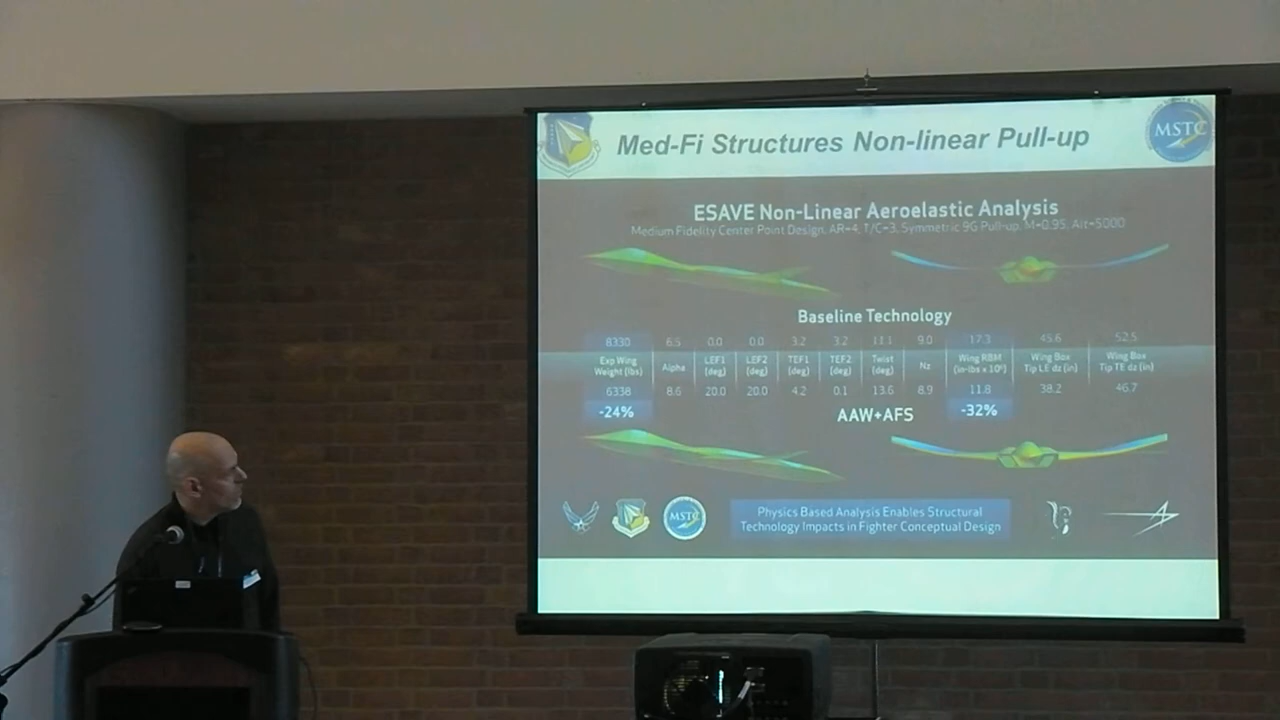 Med-Fi Structures Non-linear Pull-up
MSTC
ESAVE Non-Linear Aeroelastic Analysis
Medium Fidelity Center Point Design, AR=4, T/C=3, Symmetric 9G Pull-up, M=0.95, Alt=5000
Baseline Technology
8330 6.5 0.0 0.0 3.2 3.2 11.1 9.0 17.3 45.6 52.5
Exp Wing Weight (lbs) Alpha LEF1 (deg) LEF2 (deg) TEF1 (deg) TEF2 (deg) Twist (deg) Nz Wing RBM (in-lbs x 10⁶) Wing Box Tip LE dz (in) Wing Box Tip TE dz (in)
6338 8.6 20.0 20.0 4.2 0.1 13.6 8.9 11.8 38.2 46.7
-24% AAW+AFS -32%
MSTC
Physics Based Analysis Enables Structural
Technology Impacts in Fighter Conceptual Design